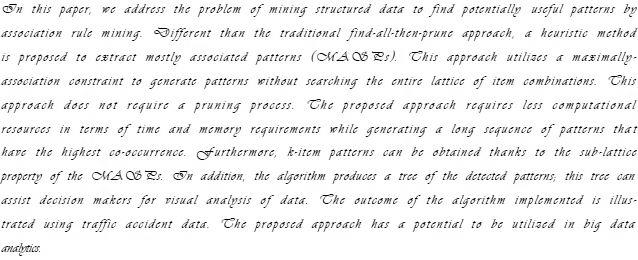 In this paper, we address the problem of mining structured data to find potentially useful patterns by
association rule mining. Different than the traditional find-all-then-prune approach, a heuristic method
is proposed to extract mostly associated patterns (MASPs). This approach utilizes a maximally-
association constraint to generate patterns without searching the entire lattice of item combinations. This
approach does not require a pruning process. The proposed approach requires less computational
resources in terms of time and memory requirements while generating a long sequence of patterns that
have the highest co-occurrence. Furthermore, k-item patterns can be obtained thanks to the sub-lattice
property of the MASPs. In addition, the algorithm produces a tree of the detected patterns; this tree can
assist decision makers for visual analysis of data. The outcome of the algorithm implemented is illus-
trated using traffic accident data. The proposed approach has a potential to be utilized in big data
analytics.